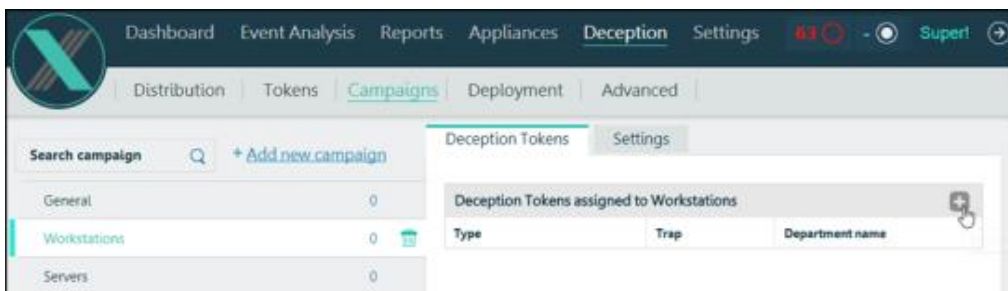 Dashboard Event Analysis Reports Appliances Deception Settings 63 - Super!
Distribution Tokens Campaigns Deployment Advanced
Deception Tokens Settings
Search campaign + Add new campaign
General 0
Deception Tokens assigned to Workstations
Workstations 0
Type Trap Department name
Servers 0